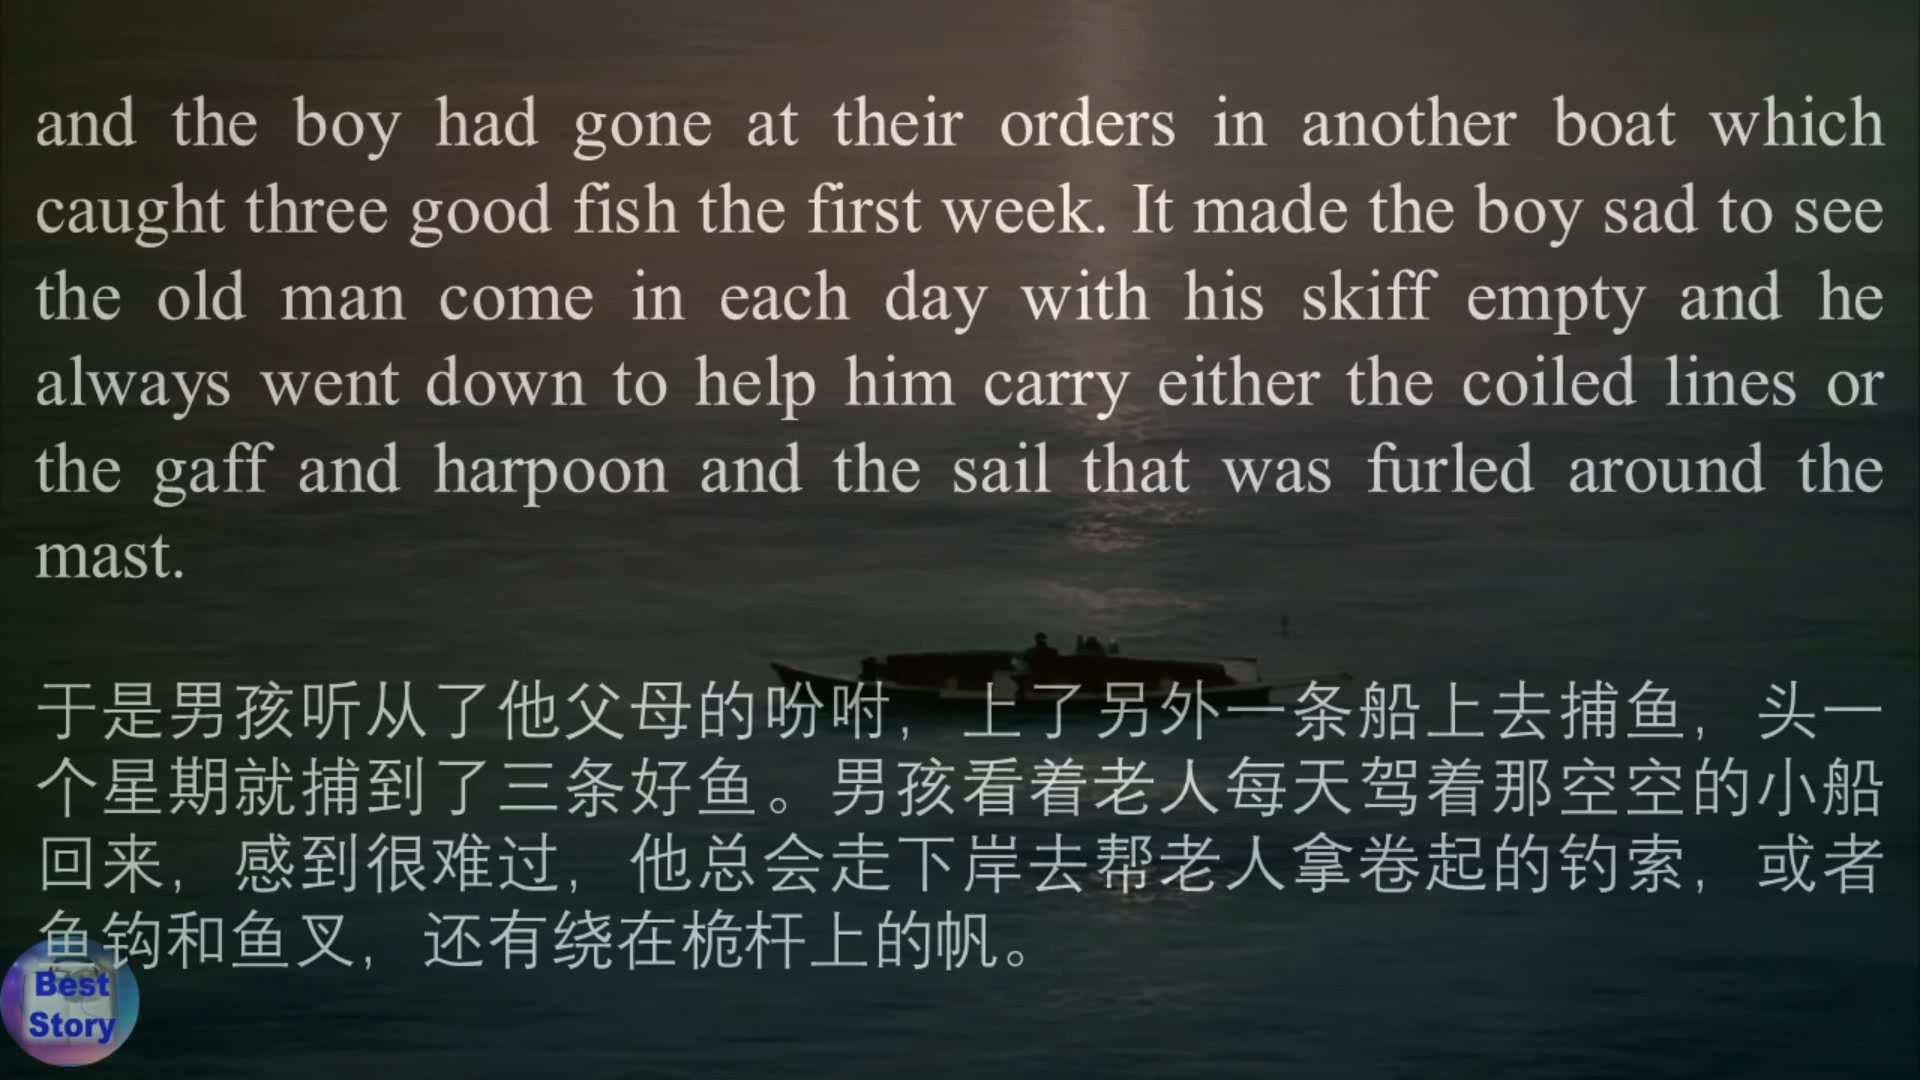 and the boy had gone at their orders in another boat which
caught three good fish the first week. It made the boy sad to see
the old man come in each day with his skiff empty and he
always went down to help him carry either the coiled lines or
the gaff and harpoon and the sail that was furled around the
mast.
于是男孩听从了他父母的吩咐，上了另外一条船上去捕鱼，头一
个星期就捕到了三条好鱼。男孩看着老人每天驾着那空空的小船
回来，感到很难过，他总会走下岸去帮老人拿卷起的钓索，或者
鱼钩和鱼叉，还有绕在桅杆上的帆。
Best
Story